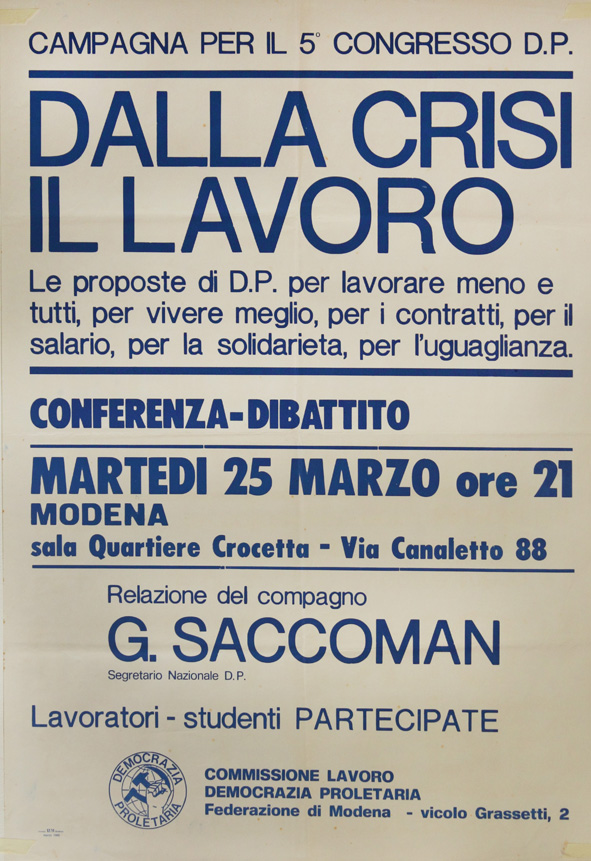 CAMPAGNA PER IL 5° CONGRESSO D.P.
DALLA CRISI
IL LAVORO
Le proposte di D.P. per lavorare meno e
tutti, per vivere meglio, per i contratti, per il
salario, per la solidarieta, per l'uguaglianza.
CONFERENZA-DIBATTITO
MARTEDI 25 MARZO ore 21
MODENA
sala Quartiere Crocetta - Via Canaletto 88
Relazione del compagno
G. SACCOMAN
Segretario Nazionale D.P.
Lavoratori - studenti PARTECIPATE
DEMOCRAZIA
PROLETARIA
COMMISSIONE LAVORO
DEMOCRAZIA PROLETARIA
Federazione di Modena - vicolo Grassetti, 2